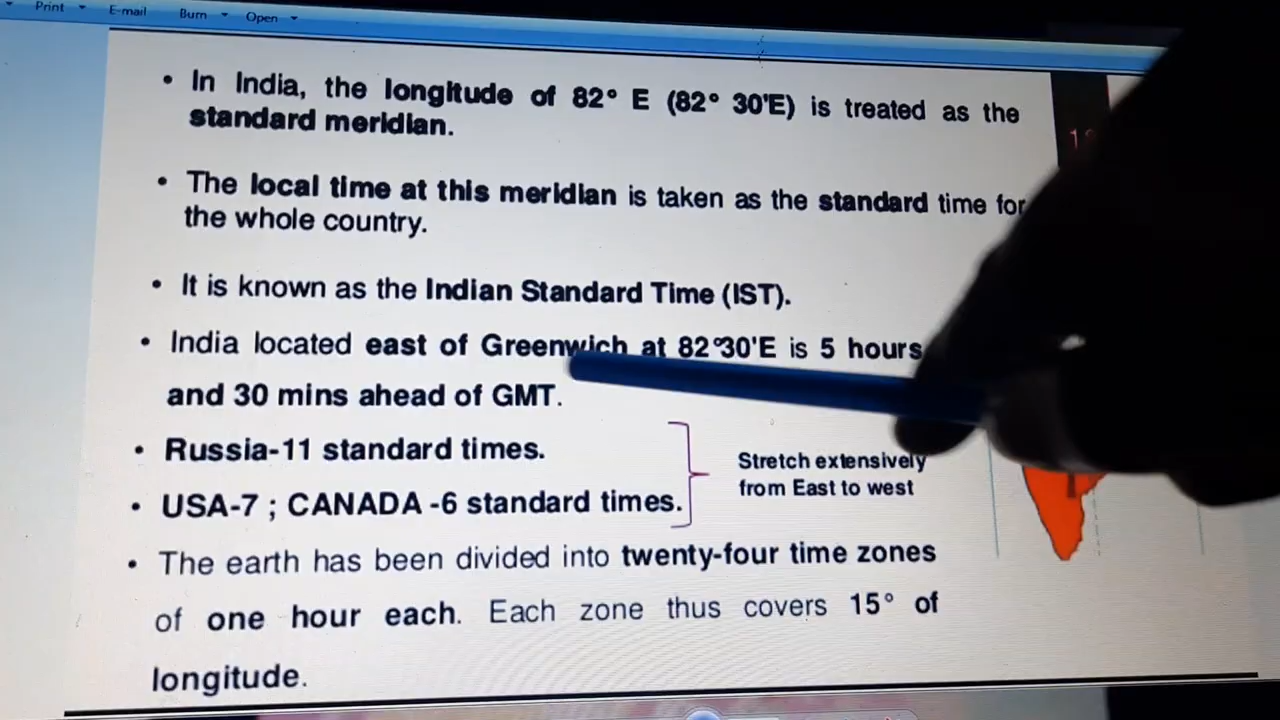 Print E-mail Burn Open
• In India, the longitude of 82° E (82° 30'E) is treated as the
standard meridian.
• The local time at this meridian is taken as the standard time for
the whole country.
• It is known as the Indian Standard Time (IST).
• India located east of Greenwich at 82°30'E is 5 hours
and 30 mins ahead of GMT.
• Russia-11 standard times.
• USA-7 ; CANADA -6 standard times.
Stretch extensively
from East to west
• The earth has been divided into twenty-four time zones
of one hour each. Each zone thus covers 15° of
longitude.